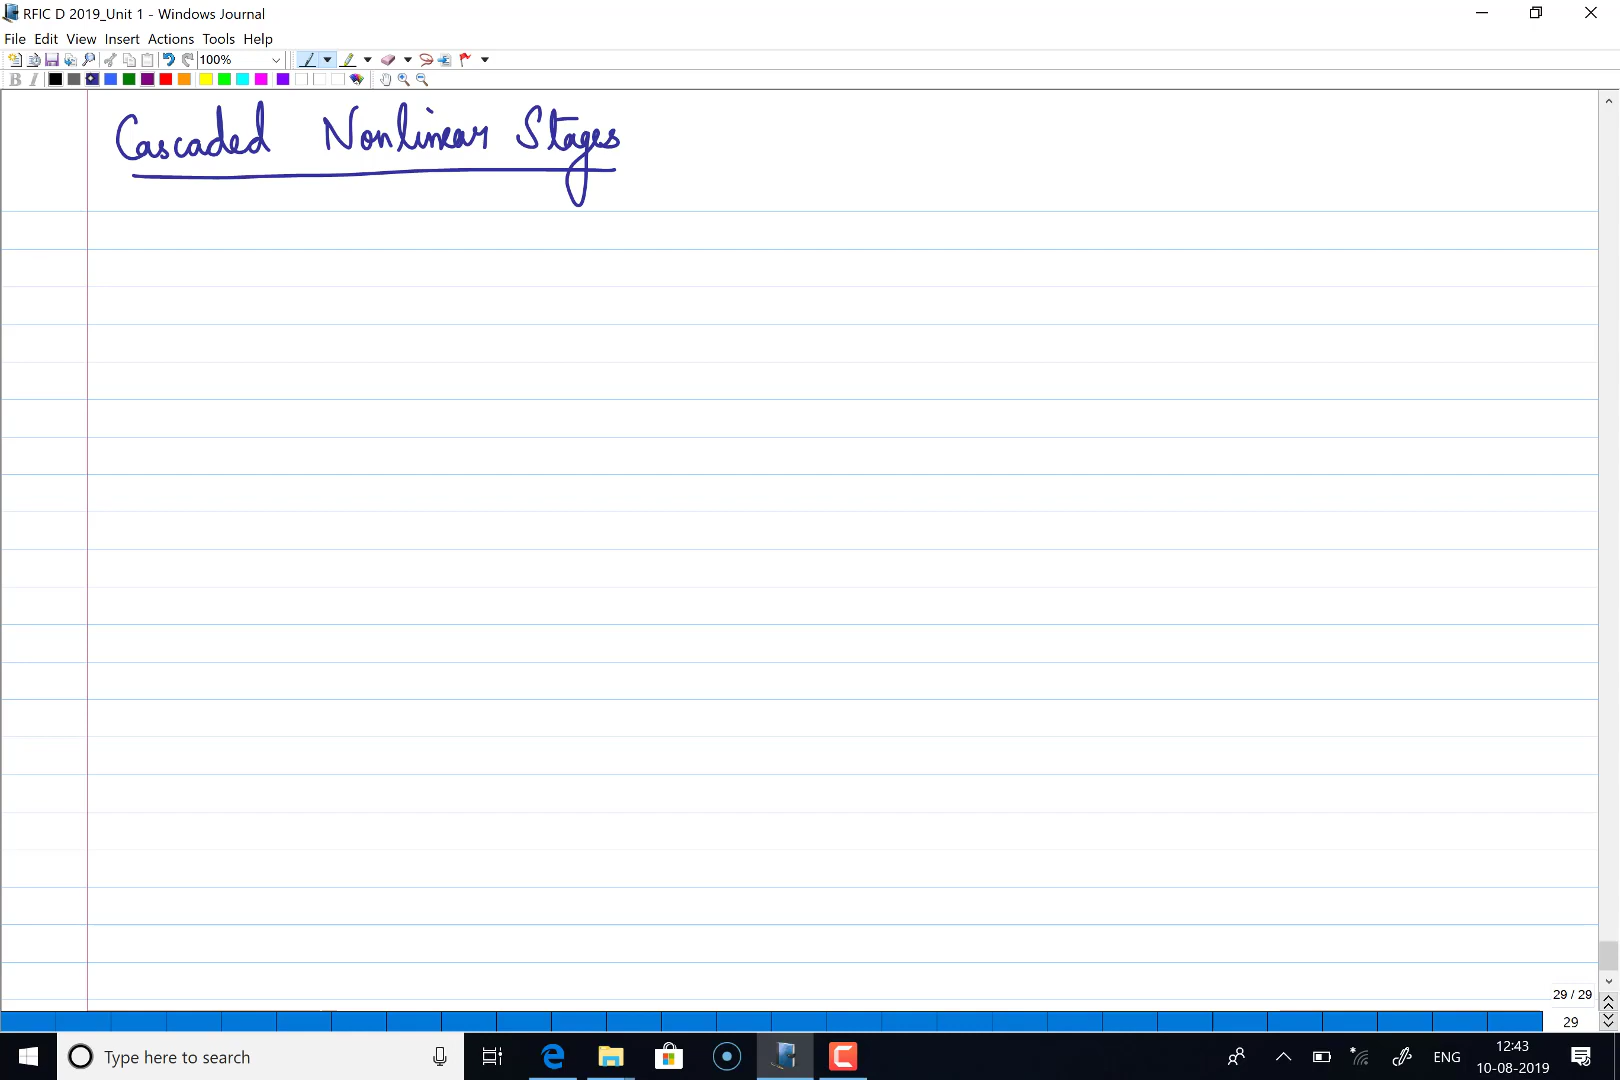 RFIC D 2019_Unit 1 - Windows Journal
File Edit View Insert Actions Tools Help
100%
B I
Cascaded Nonlinear Stages
29 / 29
29
Type here to search
ENG
12:43
10-08-2019